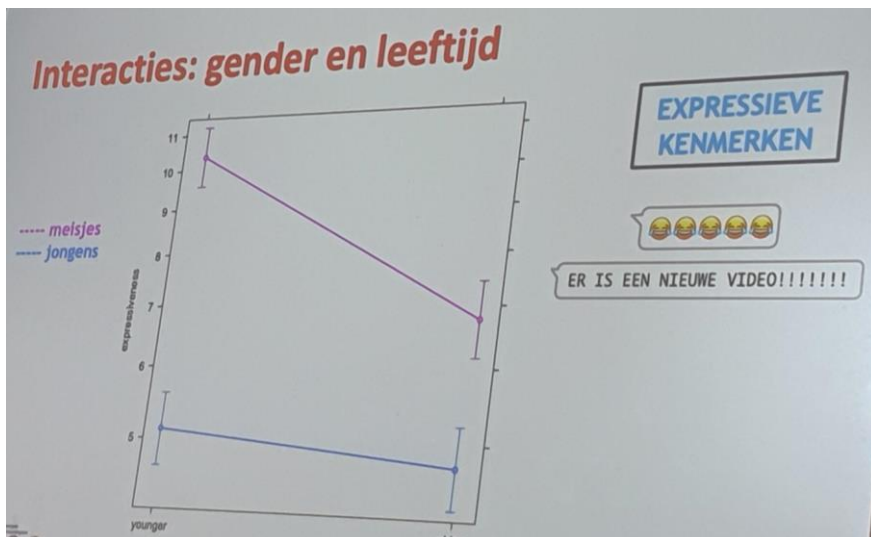 Interacties: gender en leeftijd
EXPRESSIEVE
KENMERKEN
11
10
9
8
7
6
5
expressiveness
meisjes
jongens
ER IS EEN NIEUWE VIDEO!!!!!!!
younger